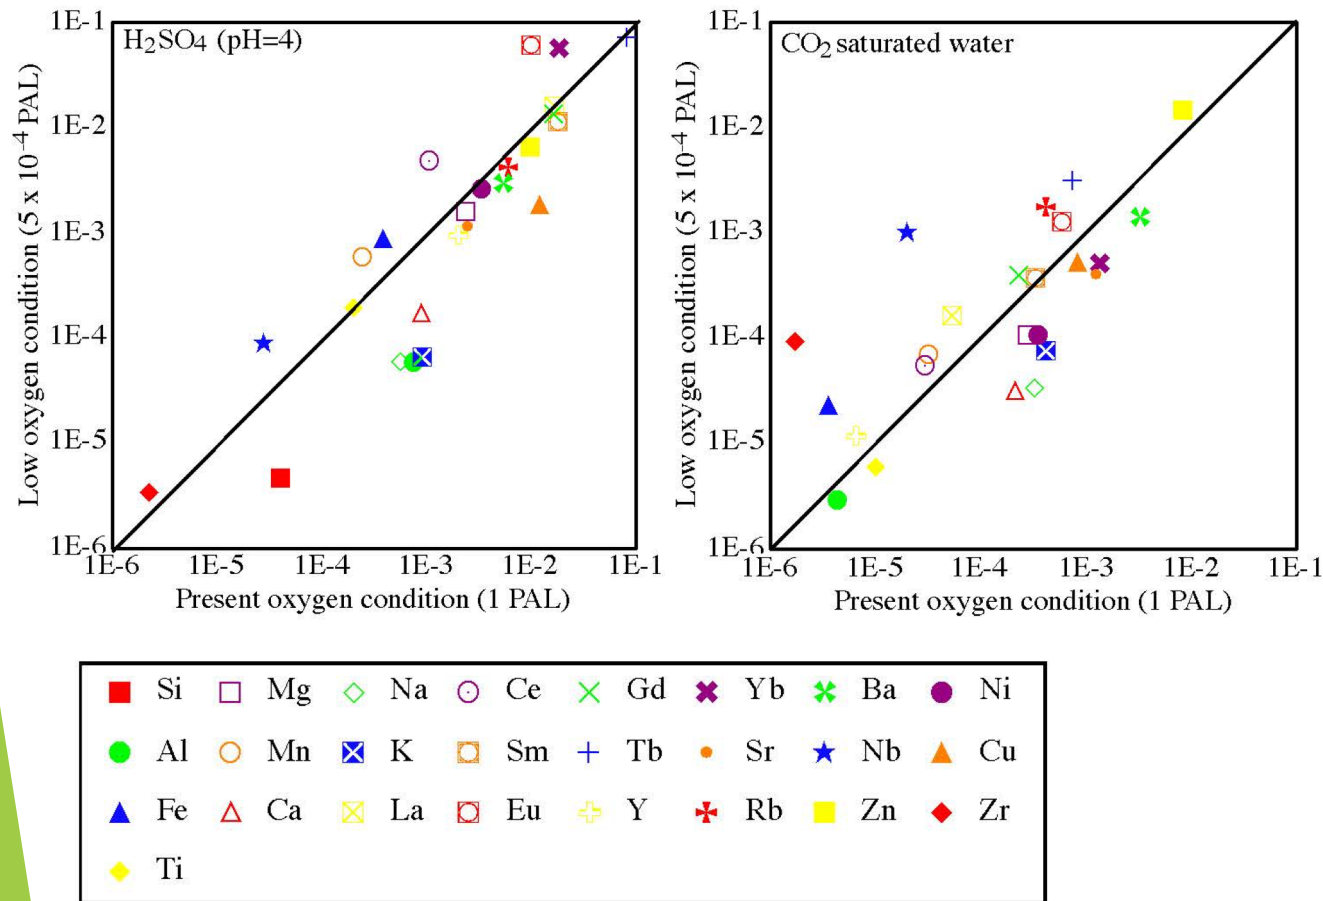 H₂SO₄ (pH=4)
Low oxygen condition (5 x 10⁻⁴ PAL)
1E-1
1E-2
1E-3
1E-4
1E-5
1E-6
1E-6 1E-5 1E-4 1E-3 1E-2 1E-1
Present oxygen condition (1 PAL)
CO₂ saturated water
Low oxygen condition (5 x 10⁻⁴ PAL)
1E-1
1E-2
1E-3
1E-4
1E-5
1E-6
1E-6 1E-5 1E-4 1E-3 1E-2 1E-1
Present oxygen condition (1 PAL)
Si Mg Na Ce Gd Yb Ba Ni
Al Mn K Sm Tb Sr Nb Cu
Fe Ca La Eu Y Rb Zn Zr
Ti